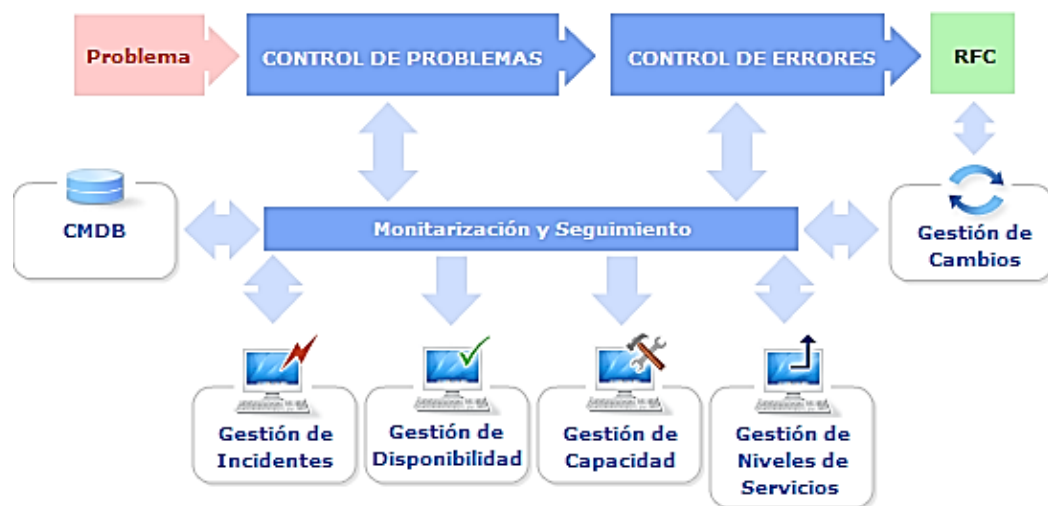 Problema
CONTROL DE PROBLEMAS
CONTROL DE ERRORES
RFC
CMDB
Monitarización y Seguimiento
Gestión de
Cambios
Gestión de
Incidentes
Gestión de
Disponibilidad
Gestión de
Capacidad
Gestión de
Niveles de
Servicios